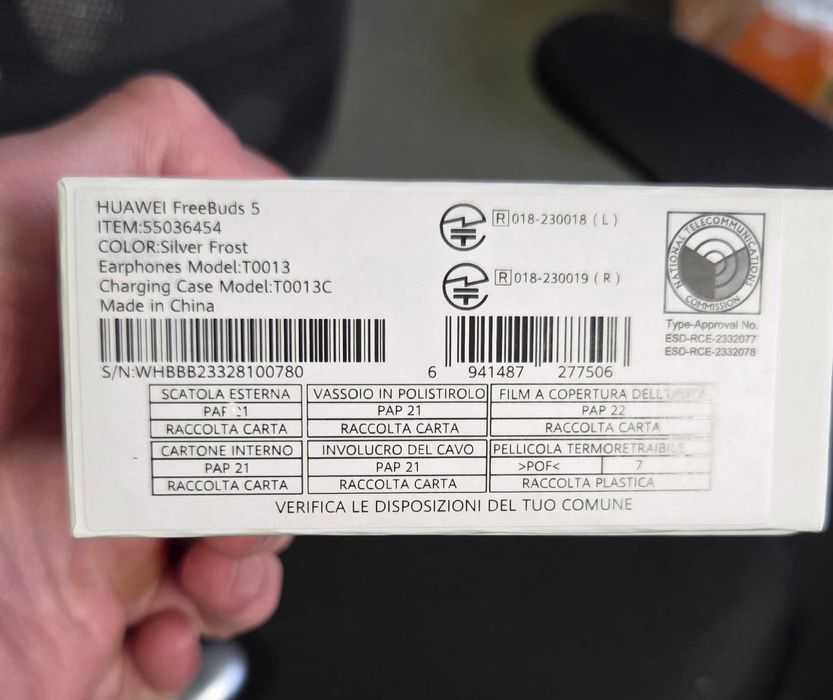 HUAWEI FreeBuds 5
ITEM:55036454
COLOR:Silver Frost
Earphones Model:T0013
Charging Case Model:T0013C
Made in China
S/N:WHBBB23328100780
R 018-230018 ( L )
R 018-230019 ( R )
6 941487 277506
NATIONAL TELECOMMUNICATIONS
COMMISSION
Type-Approval No.
ESD-RCE-2332077
ESD-RCE-2332078
SCATOLA ESTERNA VASSOIO IN POLISTIROLO FILM A COPERTURA DELL'UNITÀ
PAP 21 PAP 21 PAP 22
RACCOLTA CARTA RACCOLTA CARTA RACCOLTA CARTA
CARTONE INTERNO INVOLUCRO DEL CAVO PELLICOLA TERMORETRAIBILE
PAP 21 PAP 21 >POF< 7
RACCOLTA CARTA RACCOLTA CARTA RACCOLTA PLASTICA
VERIFICA LE DISPOSIZIONI DEL TUO COMUNE